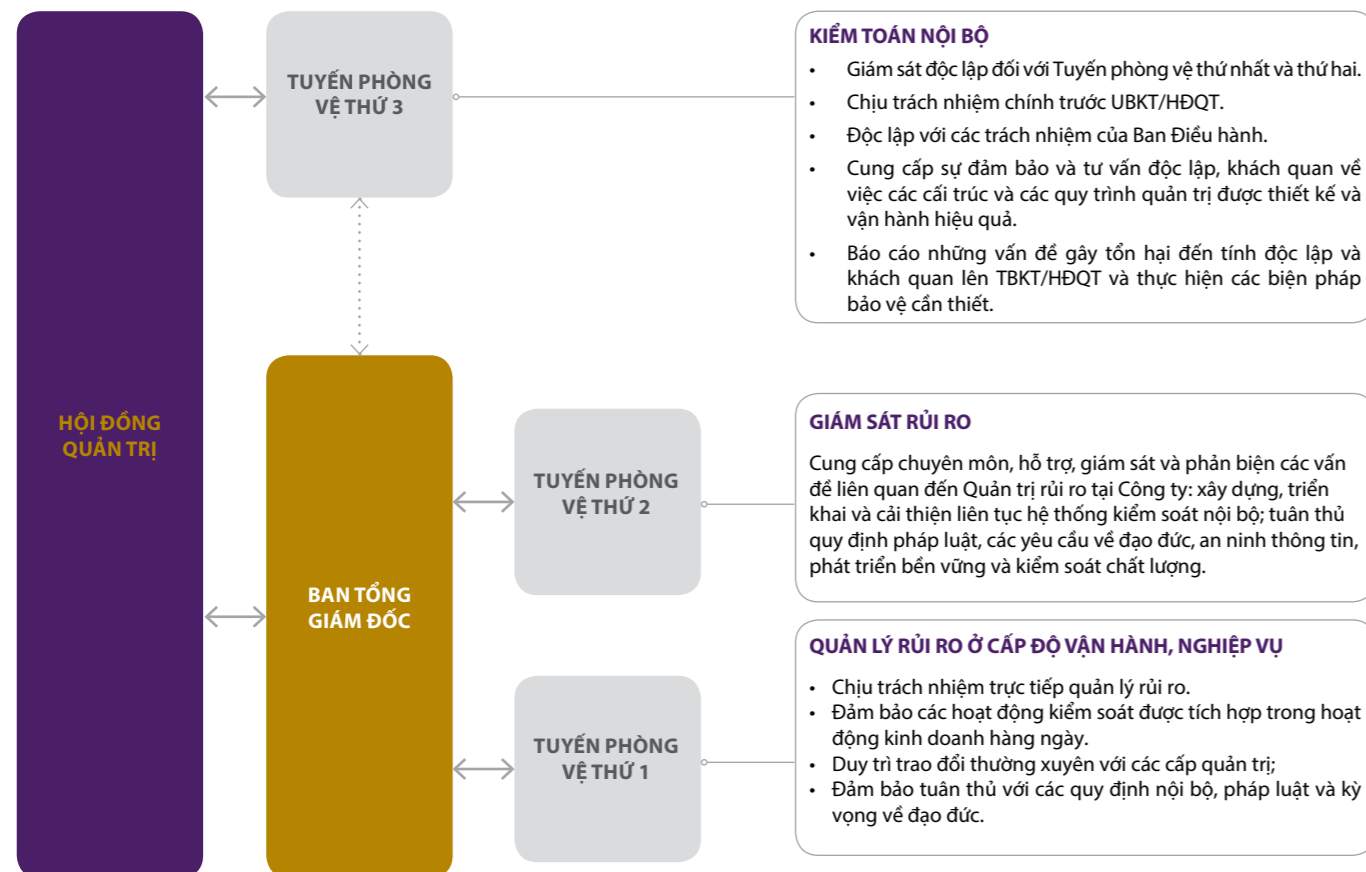 HỘI ĐỒNG
QUẢN TRỊ
TUYẾN PHÒNG
VỆ THỨ 3
KIỂM TOÁN NỘI BỘ
• Giám sát độc lập đối với Tuyến phòng vệ thứ nhất và thứ hai.
• Chịu trách nhiệm chính trước UBKT/HĐQT.
• Độc lập với các trách nhiệm của Ban Điều hành.
• Cung cấp sự đảm bảo và tư vấn độc lập, khách quan về
việc các cấi trúc và các quy trình quản trị được thiết kế và
vận hành hiệu quả.
• Báo cáo những vấn đề gây tổn hại đến tính độc lập và
khách quan lên TBKT/HĐQT và thực hiện các biện pháp
bảo vệ cần thiết.
BAN TỔNG
GIÁM ĐỐC
TUYẾN PHÒNG
VỆ THỨ 2
GIÁM SÁT RỦI RO
Cung cấp chuyên môn, hỗ trợ, giám sát và phản biện các vấn
đề liên quan đến Quản trị rủi ro tại Công ty: xây dựng, triển
khai và cải thiện liên tục hệ thống kiểm soát nội bộ; tuân thủ
quy định pháp luật, các yêu cầu về đạo đức, an ninh thông tin,
phát triển bền vững và kiểm soát chất lượng.
TUYẾN PHÒNG
VỆ THỨ 1
QUẢN LÝ RỦI RO Ở CẤP ĐỘ VẬN HÀNH, NGHIỆP VỤ
• Chịu trách nhiệm trực tiếp quản lý rủi ro.
• Đảm bảo các hoạt động kiểm soát được tích hợp trong hoạt
động kinh doanh hàng ngày.
• Duy trì trao đổi thường xuyên với các cấp quản trị;
• Đảm bảo tuân thủ với các quy định nội bộ, pháp luật và kỳ
vọng về đạo đức.